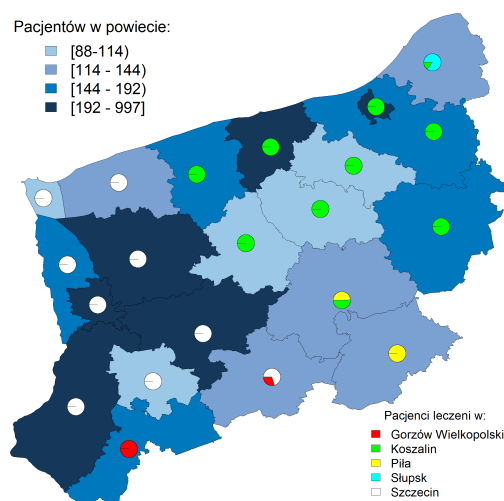 Pacjentów w powiecie:
[88-114)
[114 - 144)
[144 - 192)
[192 - 997]
Pacjenci leczeni w:
Gorzów Wielkopolski
Koszalin
Piła
Słupsk
Szczecin